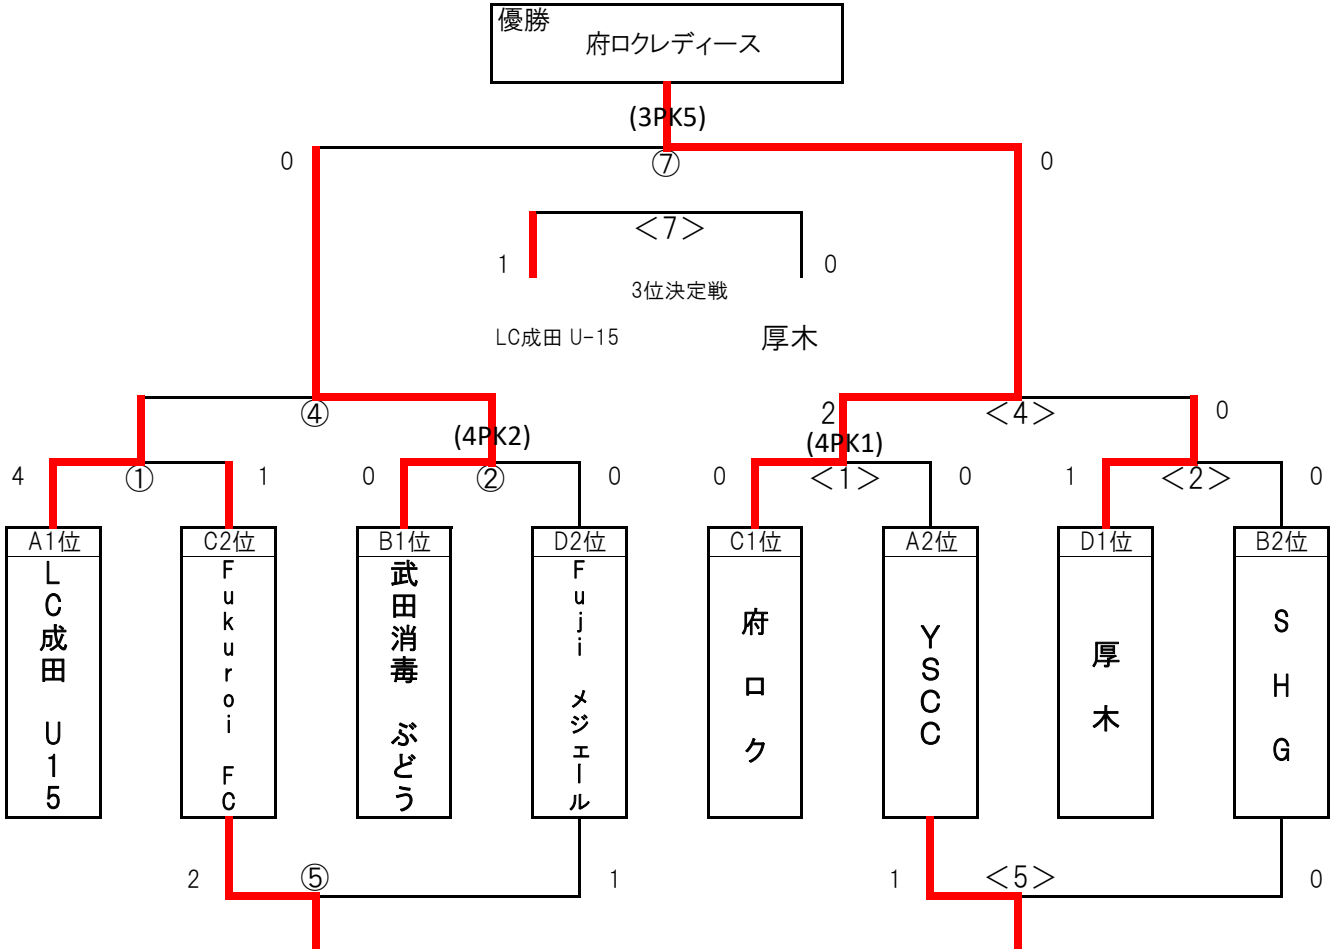 優勝
府ロクレディース
(3PK5)
0 ⑦ 0
＜7＞
1 0
3位決定戦
LC成田 U-15 厚木
④ 2 ＜4＞ 0
(4PK2) (4PK1)
4 ① 1 0 ② 0 0 ＜1＞ 0 1 ＜2＞ 0
A1位 C2位 B1位 D2位 C1位 A2位 D1位 B2位
LC成田 U15
Fukuroi FC
武田消毒 ぶどう
Fuji メジェール
府ロク
YSCC
厚木
SHG
2 ⑤ 1 1 ＜5＞ 0